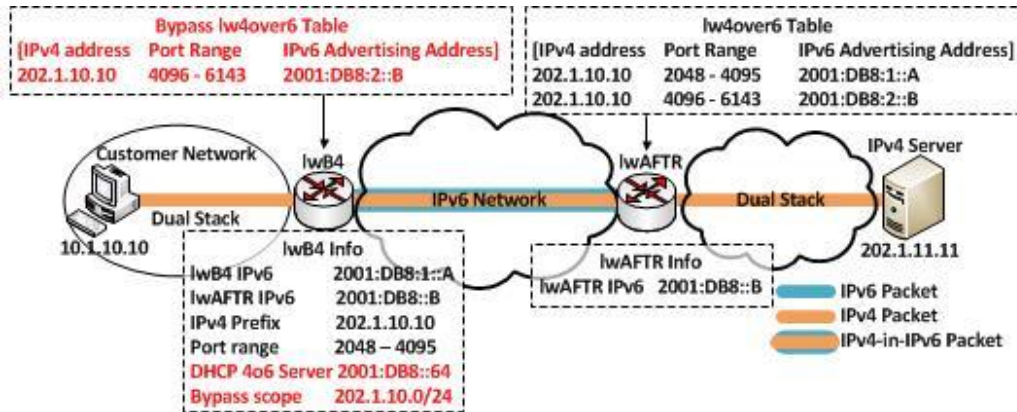 Bypass lw4over6 Table
[IPv4 address Port Range IPv6 Advertising Address]
202.1.10.10 4096 - 6143 2001:DB8:2::B
lw4over6 Table
[IPv4 address Port Range IPv6 Advertising Address]
202.1.10.10 2048 - 4095 2001:DB8:1::A
202.1.10.10 4096 - 6143 2001:DB8:2::B
Customer Network
lwB4
lwAFTR
IPv4 Server
Dual Stack
IPv6 Network
Dual Stack
10.1.10.10
202.1.11.11
lwB4 Info
lwB4 IPv6 2001:DB8:1::A
lwAFTR IPv6 2001:DB8::B
IPv4 Prefix 202.1.10.10
Port range 2048 – 4095
DHCP 4o6 Server 2001:DB8::64
Bypass scope 202.1.10.0/24
lwAFTR Info
lwAFTR IPv6 2001:DB8::B
IPv6 Packet
IPv4 Packet
IPv4-in-IPv6 Packet